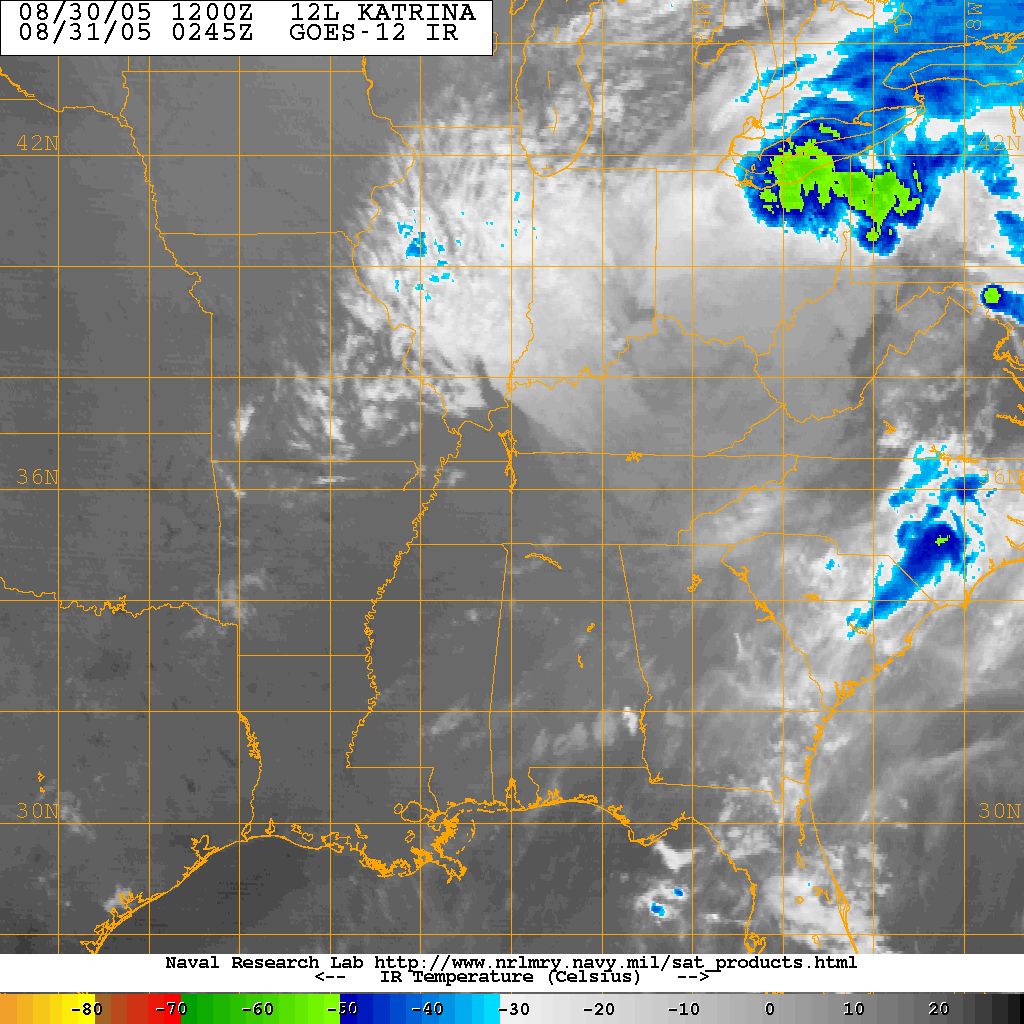 08/30/05 1200Z 12L KATRINA
08/31/05 0245Z GOES-12 IR
42N 42N
36N 36N
30N 30N
Naval Research Lab http://www.nrlmry.navy.mil/sat_products.html
<-- IR Temperature (Celsius) -->
-80 -70 -60 -50 -40 -30 -20 -10 0 10 20